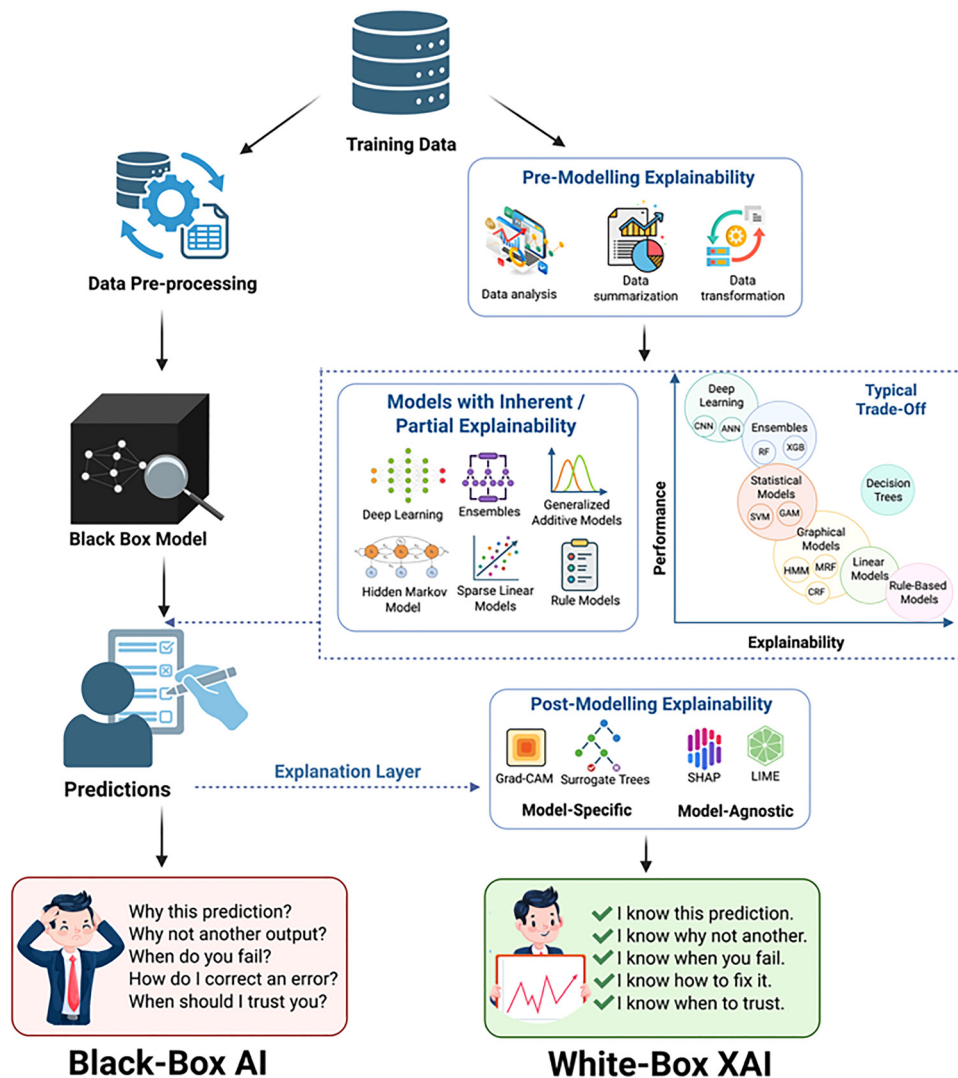 Training Data
Data Pre-processing
Pre-Modelling Explainability
Data analysis
Data
summarization
Data
transformation
Black Box Model
Models with Inherent /
Partial Explainability
Deep Learning
Ensembles
Generalized
Additive Models
Hidden Markov
Model
Sparse Linear
Models
Rule Models
Typical
Trade-Off
Performance
Deep
Learning
CNN
ANN
Ensembles
RF
XGB
Statistical
Models
SVM
GAM
Decision
Trees
Graphical
Models
HMM
MRF
CRF
Linear
Models
Rule-Based
Models
Explainability
Predictions
Explanation Layer
Post-Modelling Explainability
Grad-CAM
Surrogate Trees
SHAP
LIME
Model-Specific
Model-Agnostic
Why this prediction?
Why not another output?
When do you fail?
How do I correct an error?
When should I trust you?
Black-Box AI
I know this prediction.
I know why not another.
I know when you fail.
I know how to fix it.
I know when to trust.
White-Box XAI